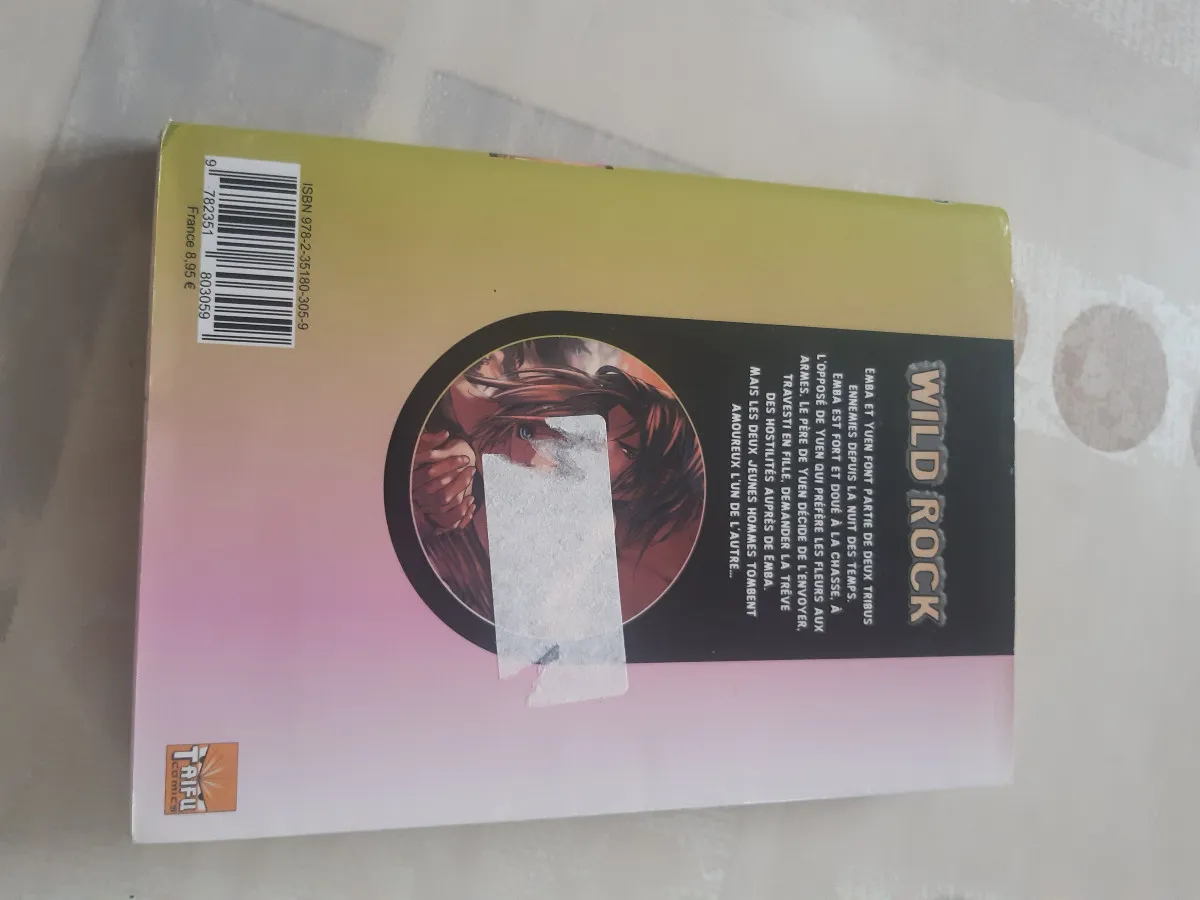 WILD ROCK
EMBA ET YUEN FONT PARTIE DE DEUX TRIBUS
ENNEMIES DEPUIS LA NUIT DES TEMPS.
EMBA EST FORT ET DOUÉ À LA CHASSE, À
L'OPPOSÉ DE YUEN QUI PRÉFÈRE LES FLEURS AUX
ARMES. LE PÈRE DE YUEN DÉCIDE DE L'ENVOYER,
TRAVESTI EN FILLE, DEMANDER LA TRÊVE
DES HOSTILITÉS AUPRÈS DE EMBA.
MAIS LES DEUX JEUNES HOMMES TOMBENT
AMOUREUX L'UN DE L'AUTRE...
ISBN 978-2-35180-305-9
9 782351 803059
France 8,95 €
TAIFU
COMICS